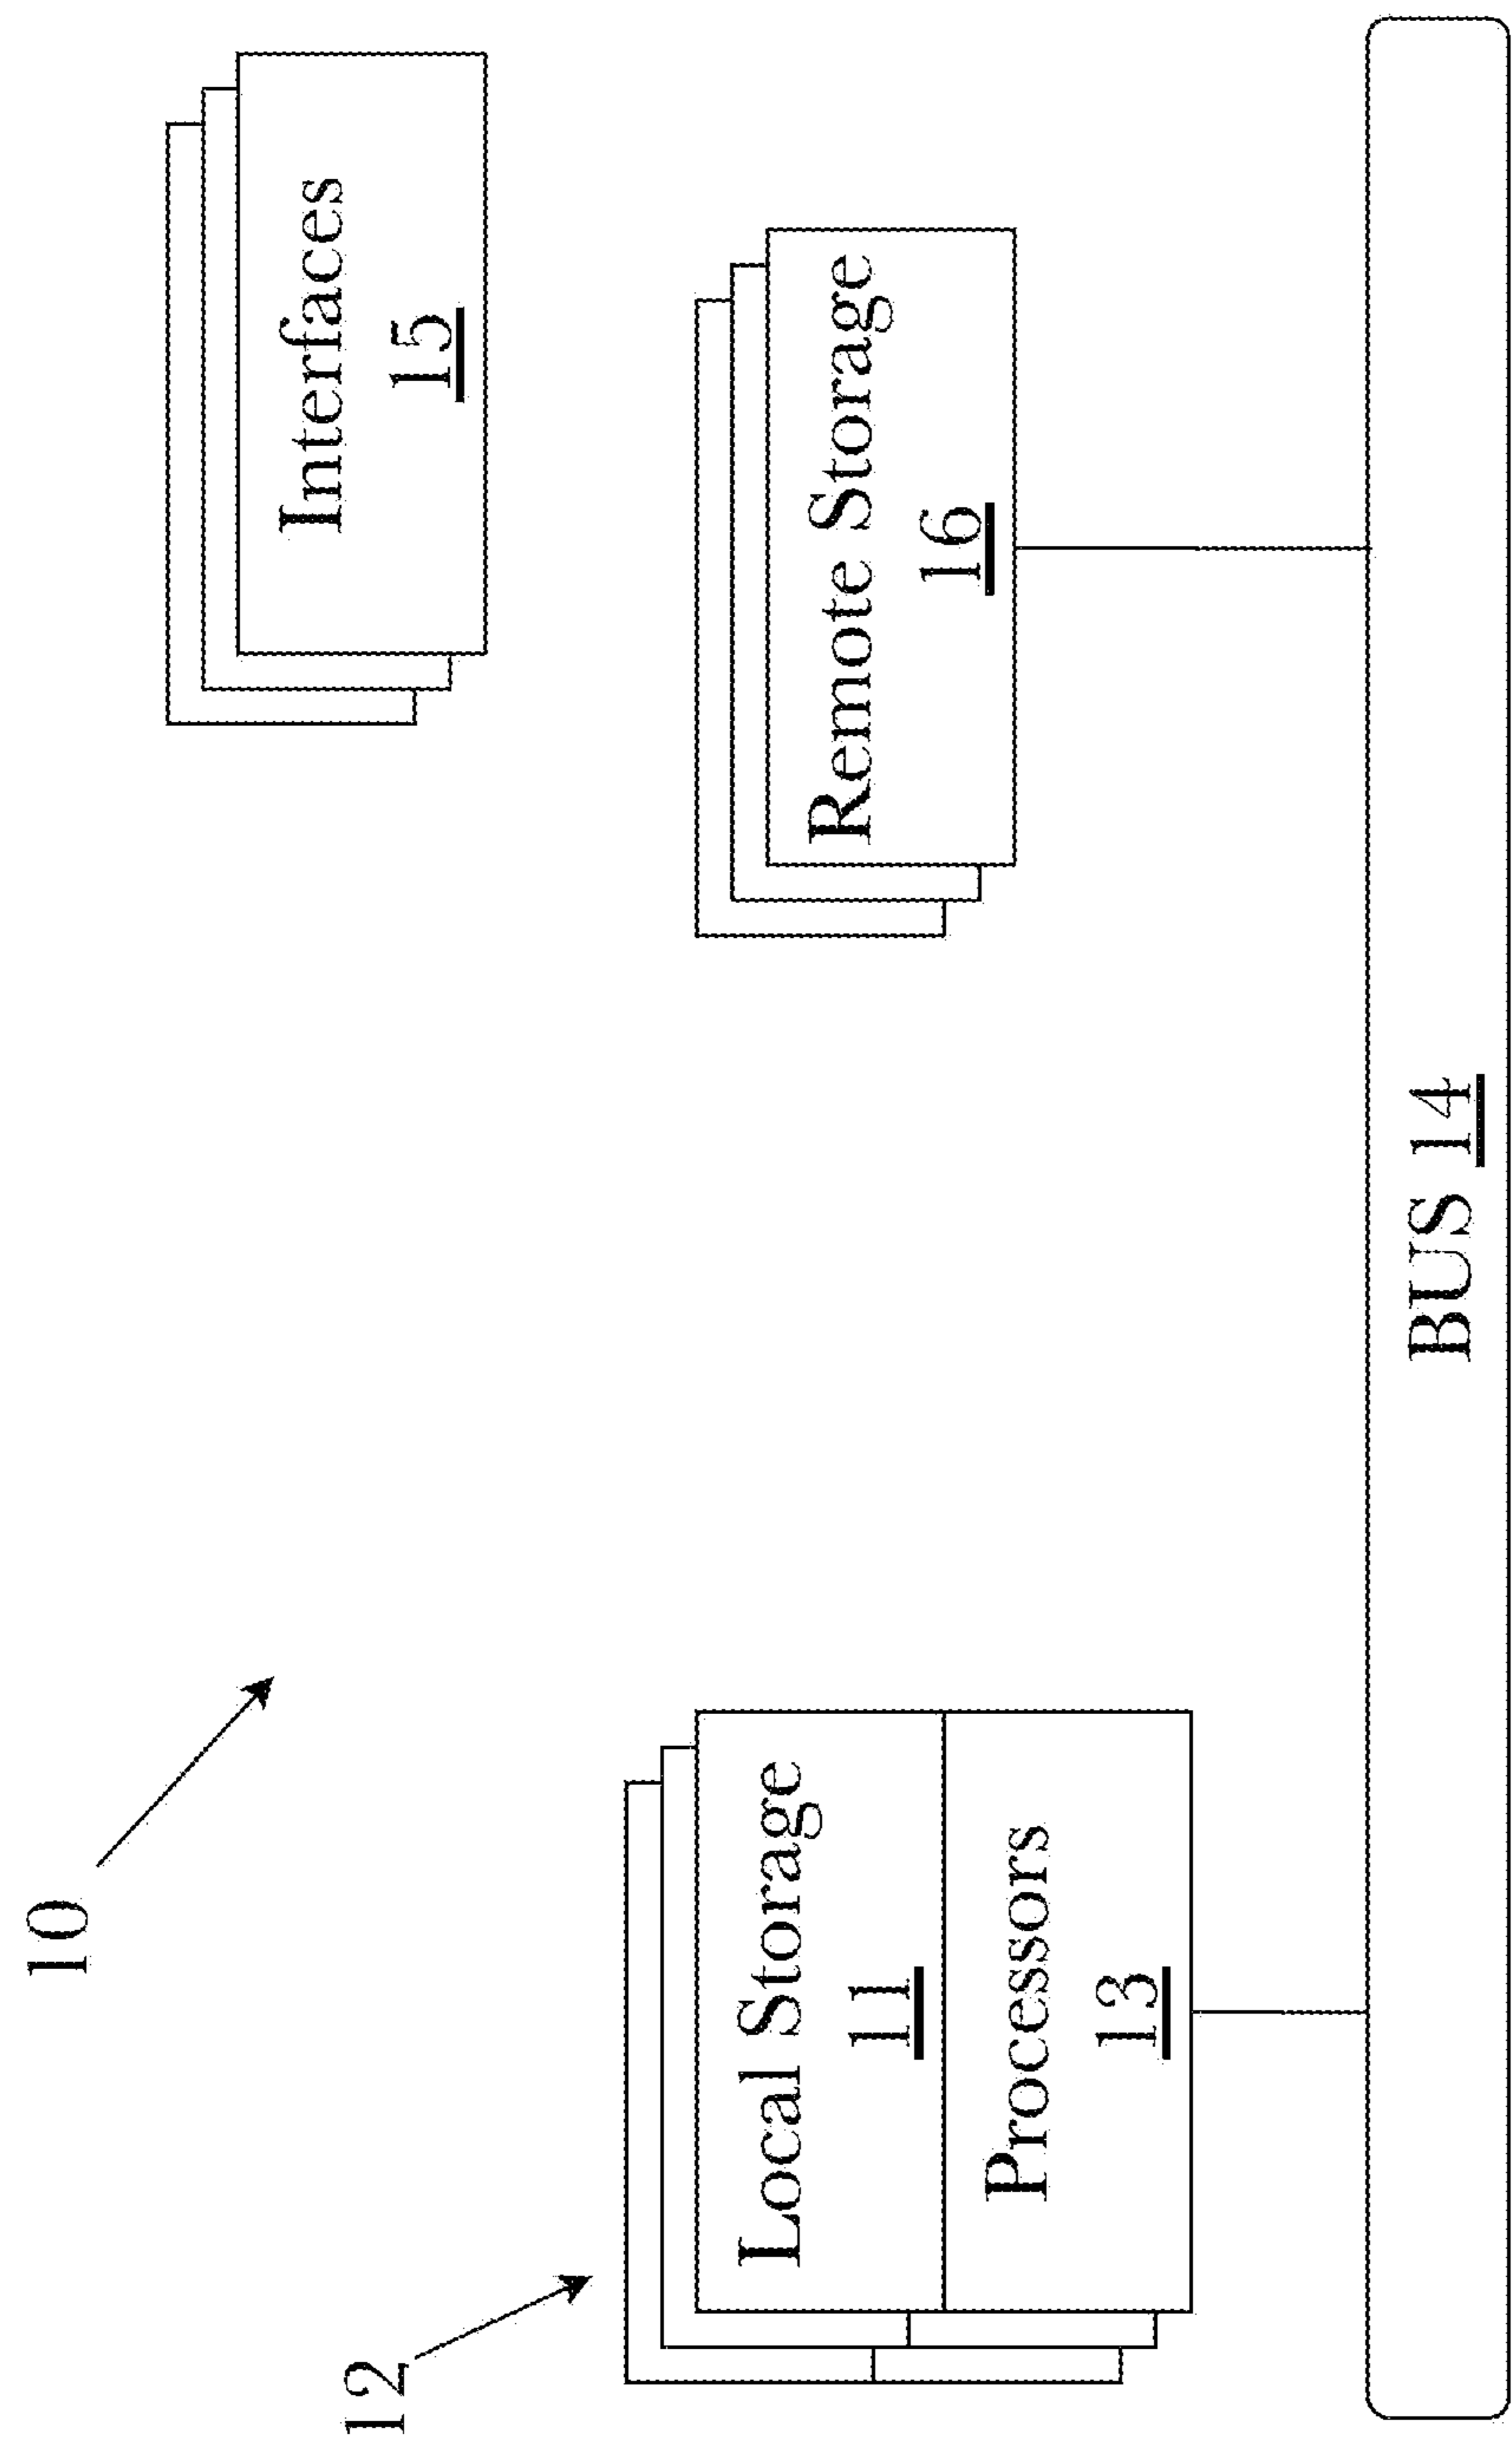 10
12
Interfaces
15
Local Storage
11
Processors
13
Remote Storage
16
BUS 14